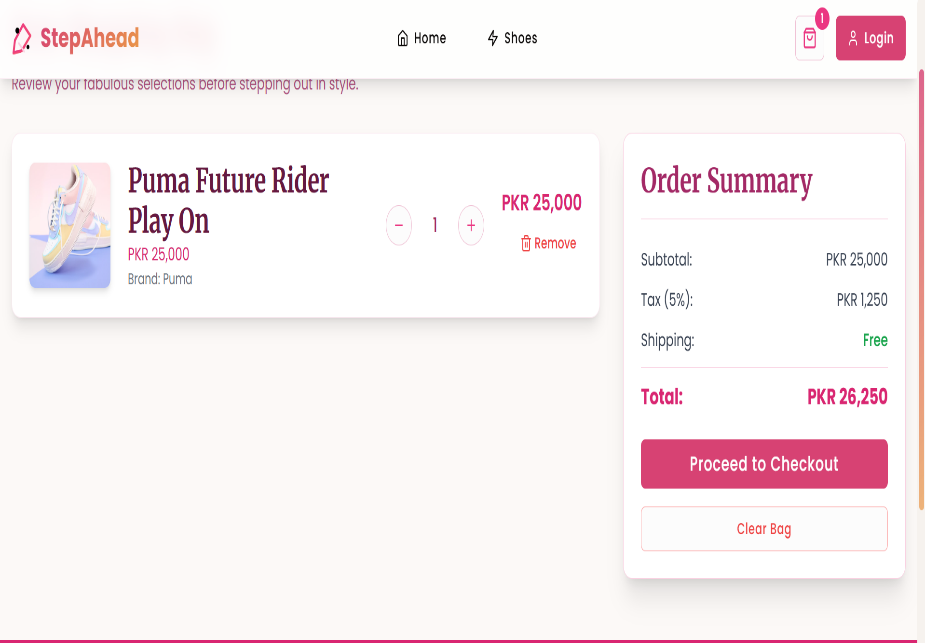 StepAhead
Home
Shoes
1
Login
Review your fabulous selections before stepping out in style.
Puma Future Rider
Play On
PKR 25,000
Brand: Puma
−
1
+
PKR 25,000
Remove
Order Summary
Subtotal:
PKR 25,000
Tax (5%):
PKR 1,250
Shipping:
Free
Total:
PKR 26,250
Proceed to Checkout
Clear Bag